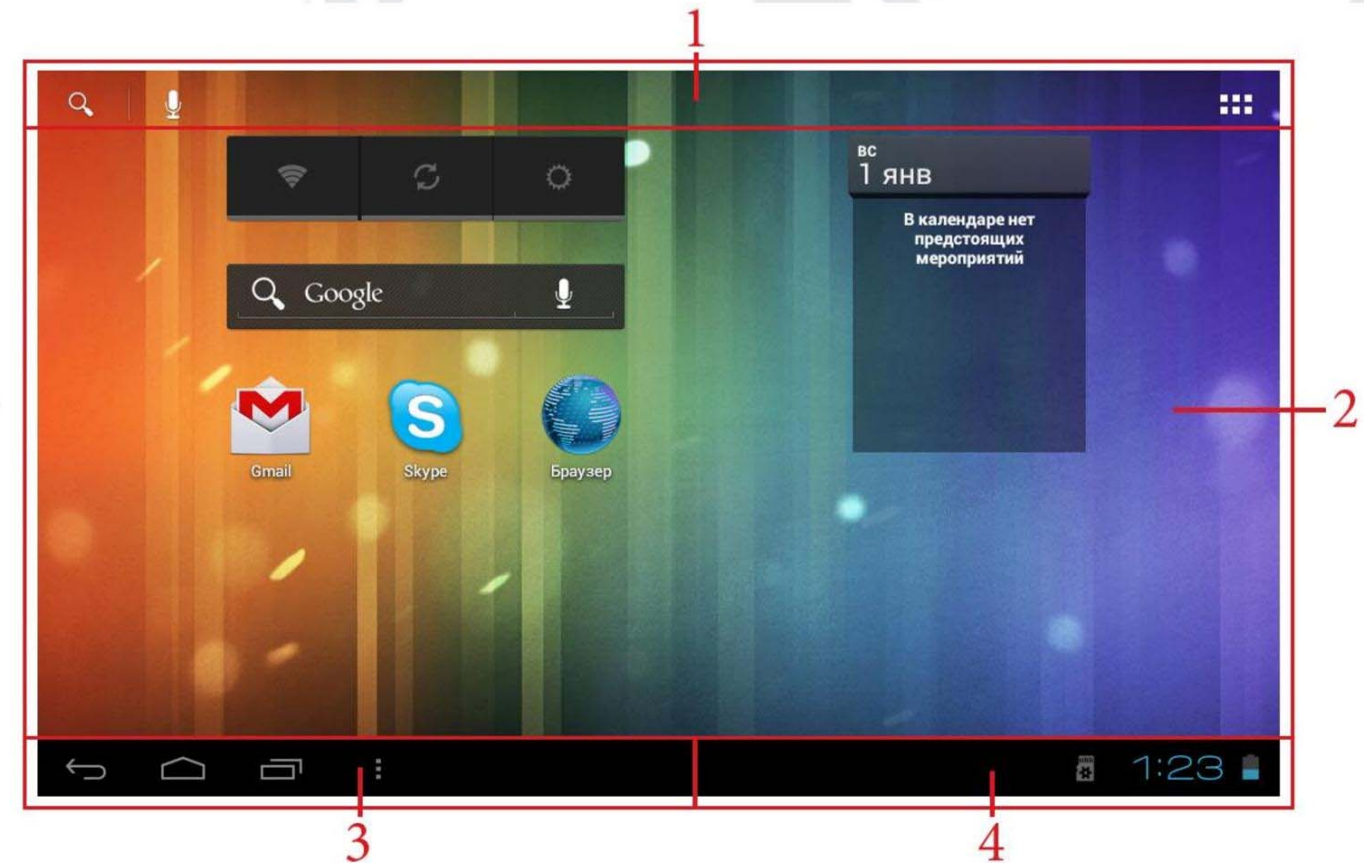 1
ВС
1 янв
В календаре нет
предстоящих
мероприятий
Google
2
Gmail
Skype
Браузер
1:23
3
4